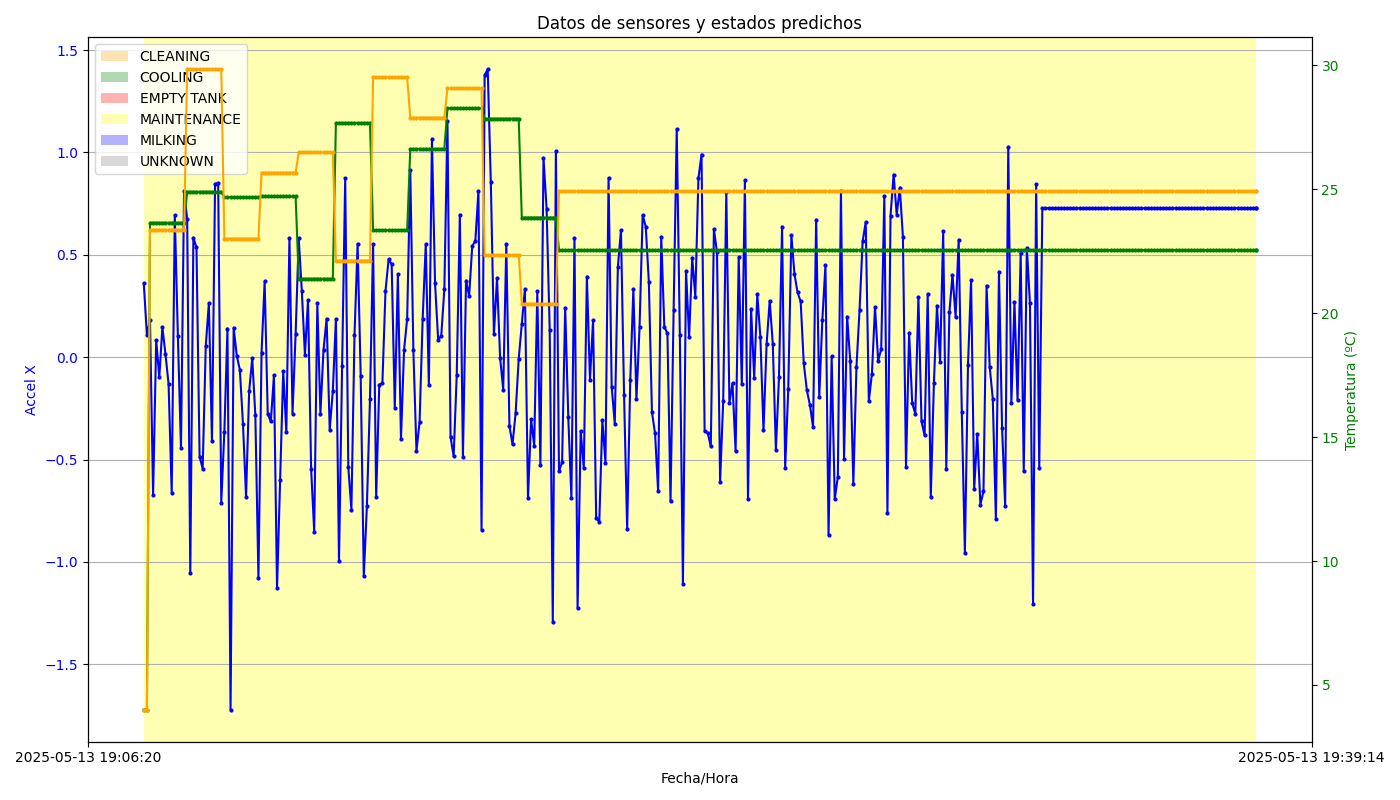 Datos de sensores y estados predichos
CLEANING
COOLING
EMPTY TANK
MAINTENANCE
MILKING
UNKNOWN
1.5
1.0
0.5
0.0
−0.5
−1.0
−1.5
Accel X
30
25
20
15
10
5
Temperatura (ºC)
2025-05-13 19:06:20
2025-05-13 19:39:14
Fecha/Hora